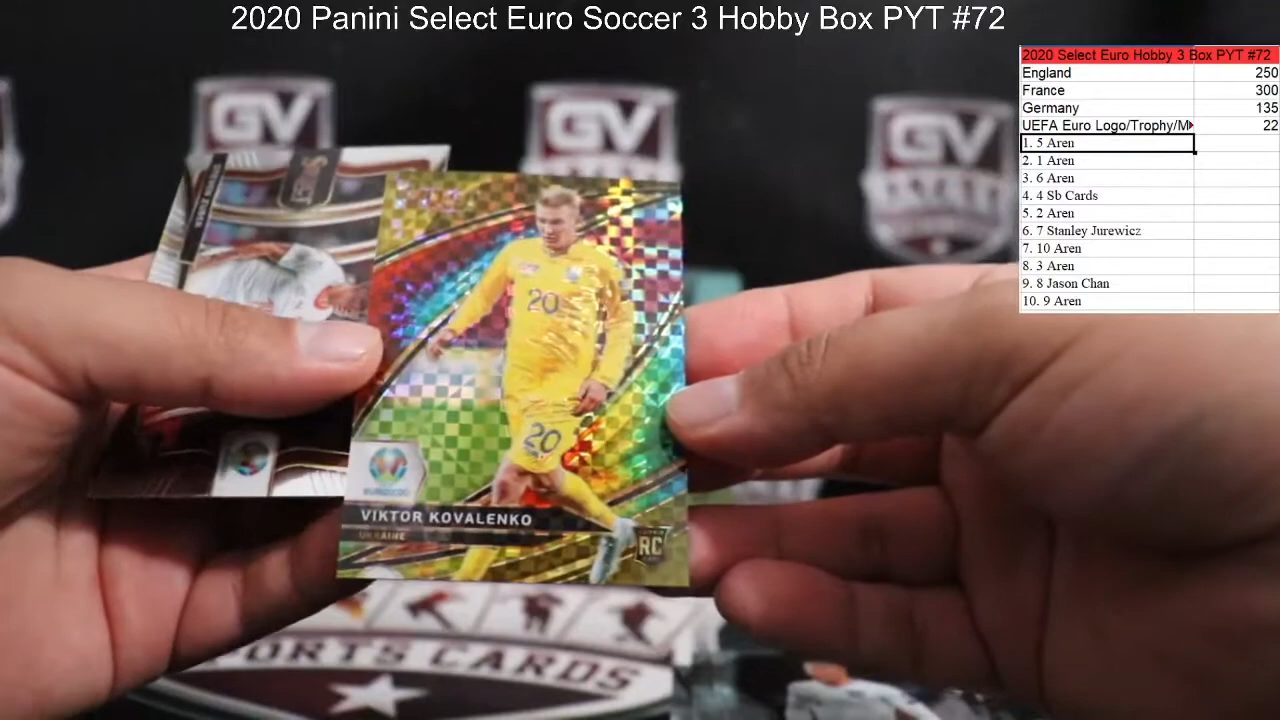 2020 Panini Select Euro Soccer 3 Hobby Box PYT #72
2020 Select Euro Hobby 3 Box PYT #72
England 250
France 300
Germany 135
UEFA Euro Logo/Trophy/M 22
1. 5 Aren
2. 1 Aren
3. 6 Aren
4. 4 Sb Cards
5. 2 Aren
6. 7 Stanley Jurewicz
7. 10 Aren
8. 3 Aren
9. 8 Jason Chan
10. 9 Aren
GV
GV
GV
20
20
EURO2020
VIKTOR KOVALENKO
UKRAINE
RC
SPORTS CARDS